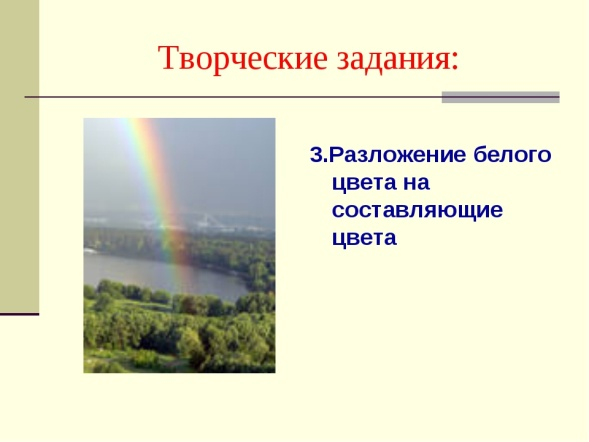 Творческие задания:
3.Разложение белого
цвета на
составляющие
цвета